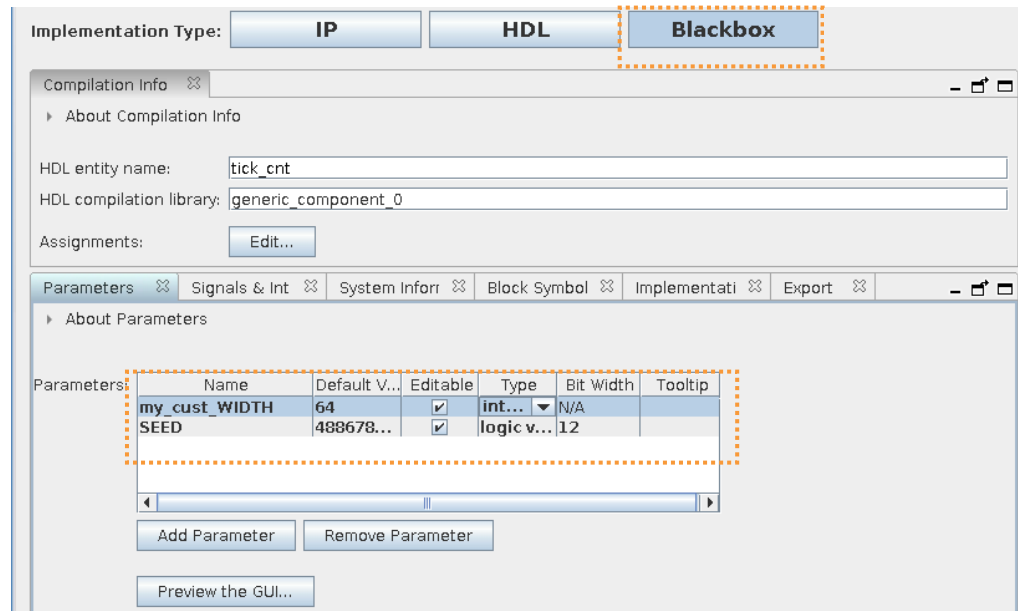 Implementation Type: IP HDL Blackbox
Compilation Info
About Compilation Info
HDL entity name: tick_cnt
HDL compilation library: generic_component_0
Assignments: Edit...
Parameters Signals & Int System Inforr Block Symbol Implementati Export
About Parameters
Parameters: Name Default V... Editable Type Bit Width Tooltip
my_cust_WIDTH 64 int... N/A
SEED 488678... logic v... 12
Add Parameter Remove Parameter
Preview the GUI...